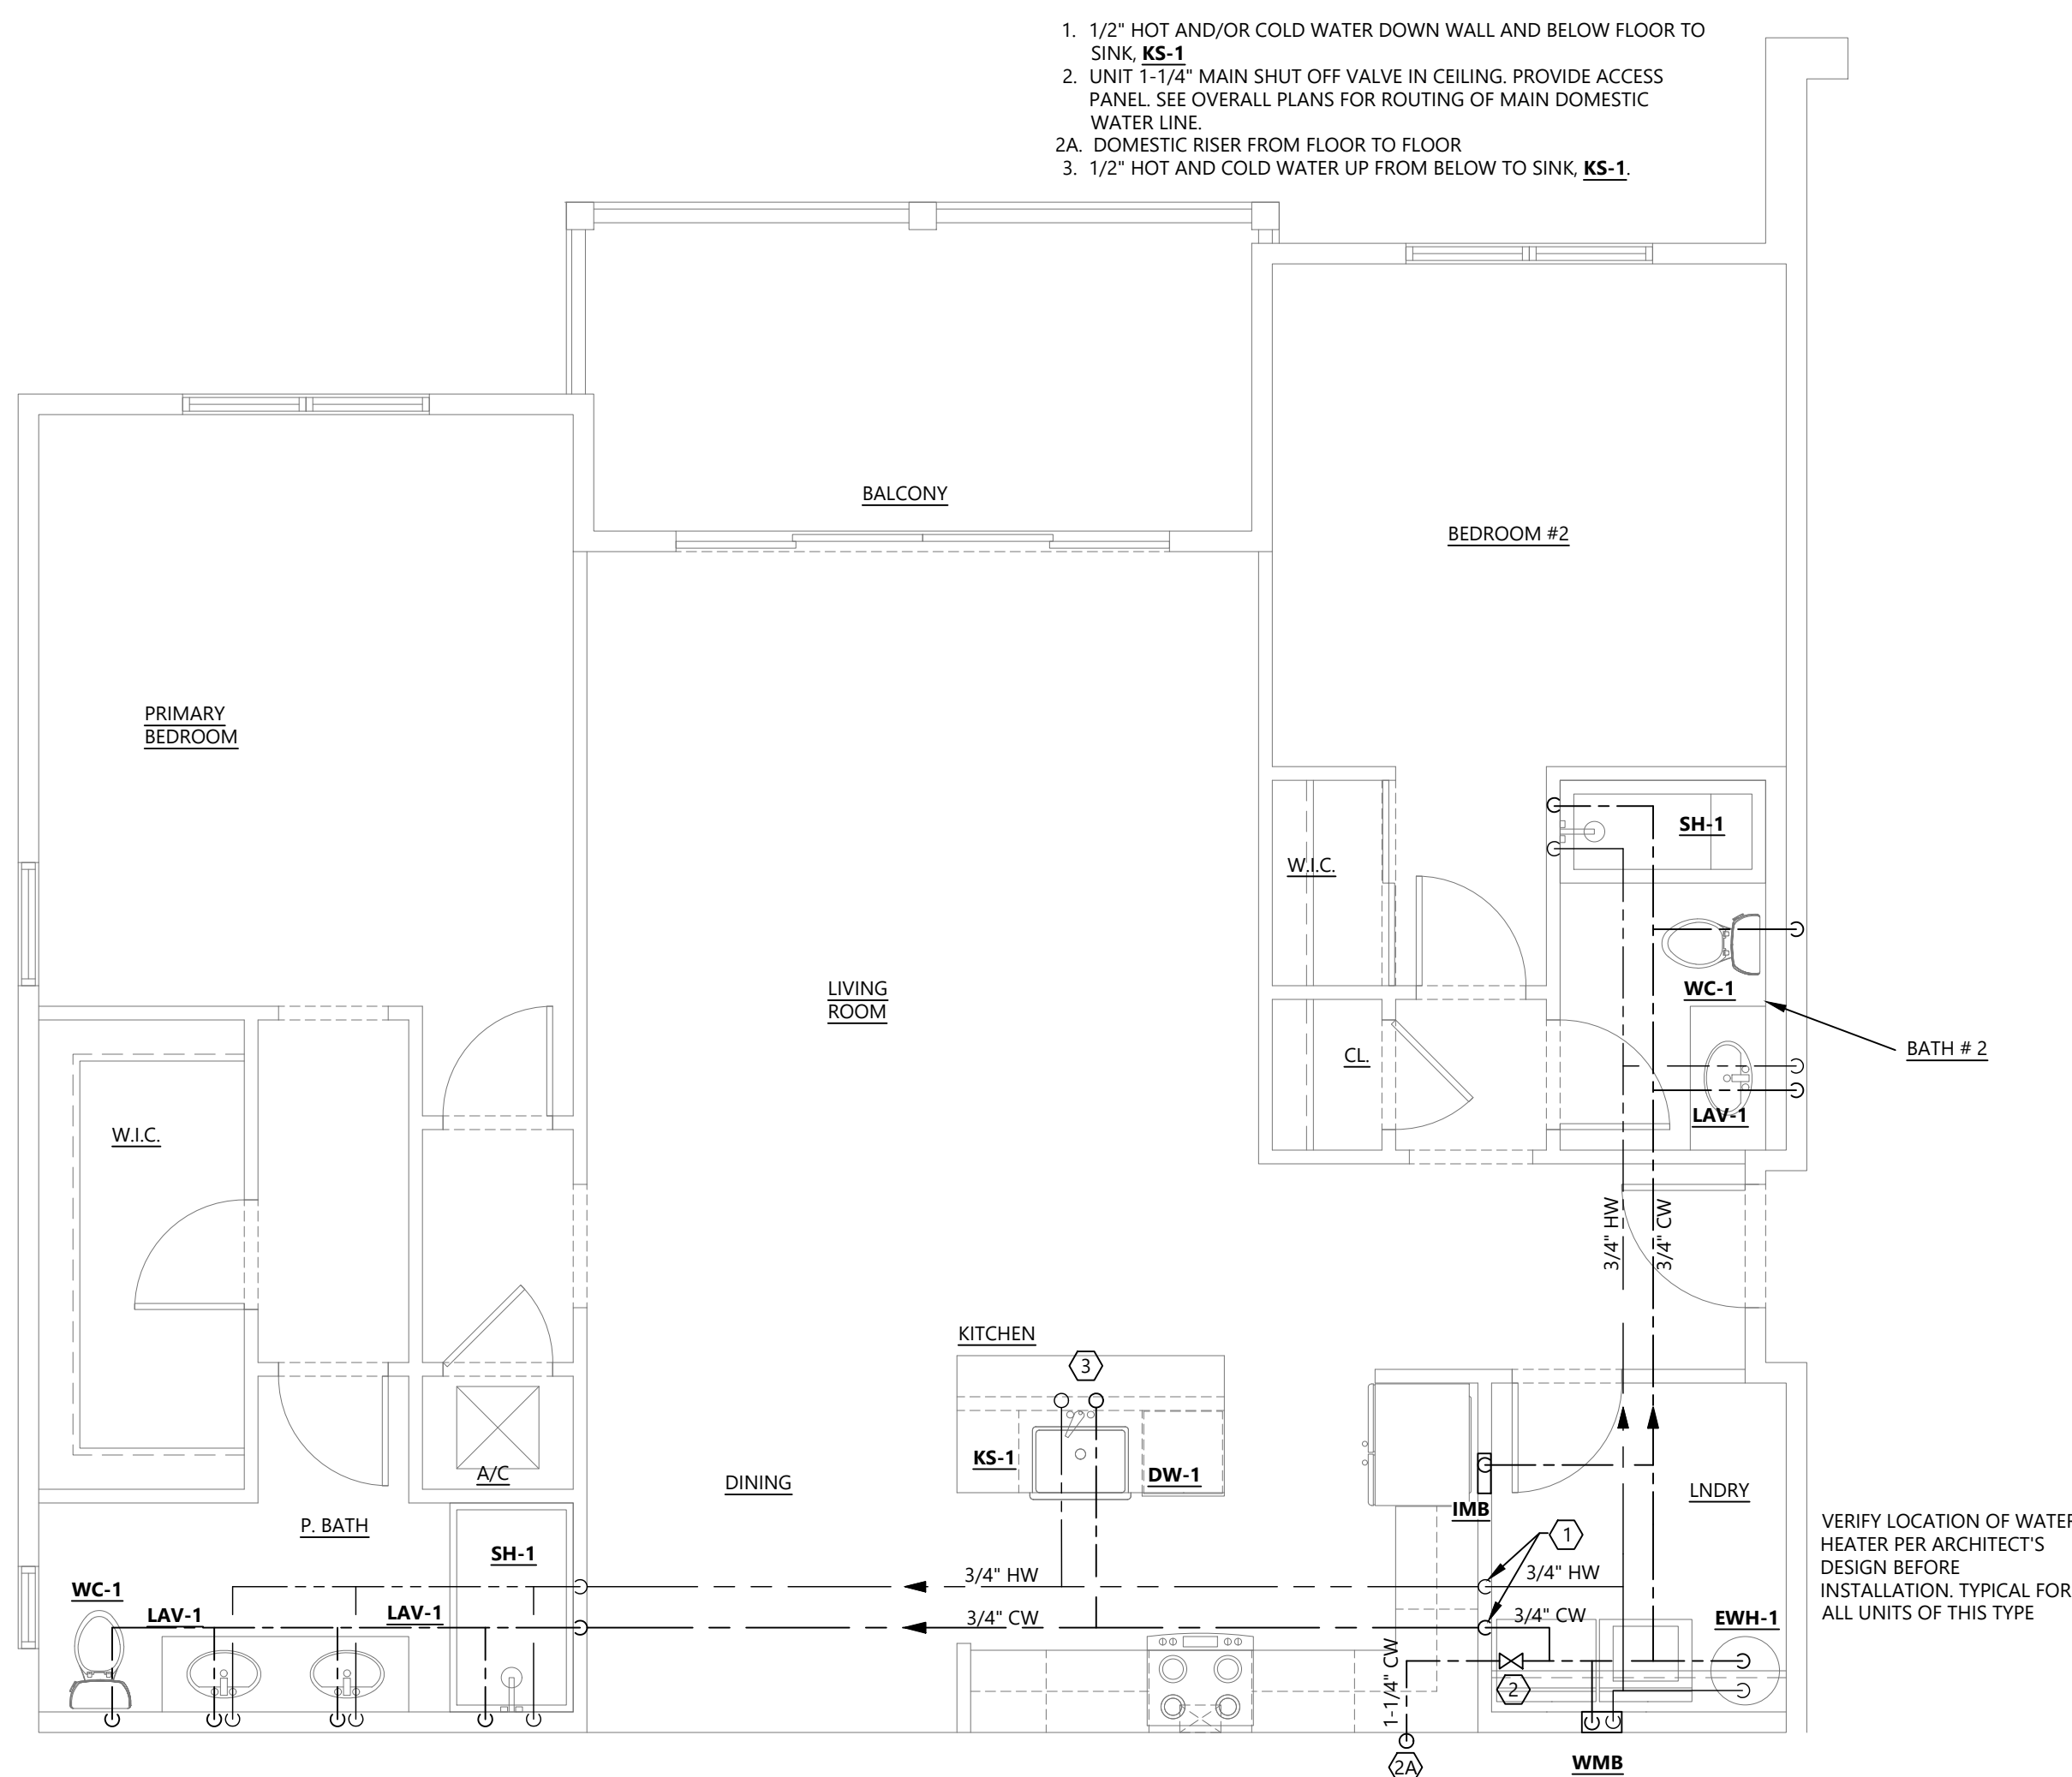 1. 1/2" HOT AND/OR COLD WATER DOWN WALL AND BELOW FLOOR TO
SINK, KS-1
2. UNIT 1-1/4" MAIN SHUT OFF VALVE IN CEILING. PROVIDE ACCESS
PANEL. SEE OVERALL PLANS FOR ROUTING OF MAIN DOMESTIC
WATER LINE.
2A. DOMESTIC RISER FROM FLOOR TO FLOOR
3. 1/2" HOT AND COLD WATER UP FROM BELOW TO SINK, KS-1.
BALCONY
BEDROOM #2
PRIMARY
BEDROOM
SH-1
W.I.C.
LIVING
ROOM
WC-1
BATH # 2
CL.
LAV-1
W.I.C.
3/4" HW
3/4" CW
KITCHEN
3
KS-1
DW-1
A/C
DINING
LNDRY
IMB
P. BATH
1
VERIFY LOCATION OF WATER
HEATER PER ARCHITECT'S
DESIGN BEFORE
INSTALLATION. TYPICAL FOR
ALL UNITS OF THIS TYPE
SH-1
3/4" HW
3/4" HW
WC-1
LAV-1
LAV-1
3/4" CW
3/4" CW
EWH-1
1-1/4" CW
2
2A
WMB